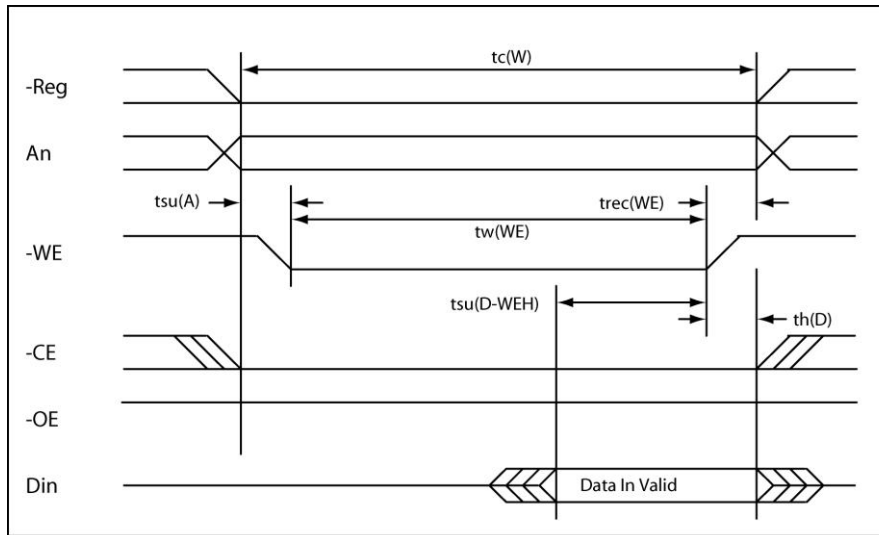 tc(W)
-Reg
An
tsu(A)
trec(WE)
tw(WE)
-WE
tsu(D-WEH)
th(D)
-CE
-OE
Din
Data In Valid